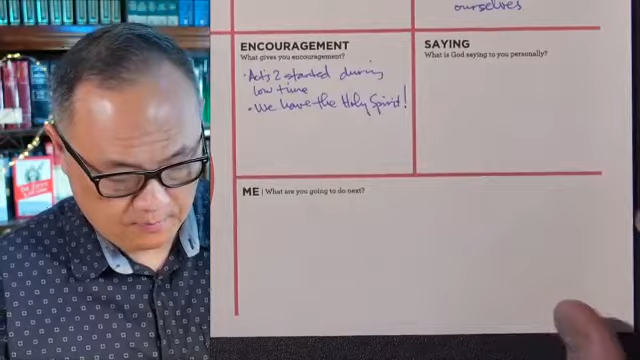 ourselves
ENCOURAGEMENT
What gives you encouragement?
• Acts 2 started during
low time
• We have the Holy Spirit!
SAYING
What is God saying to you personally?
ME | What are you going to do next?